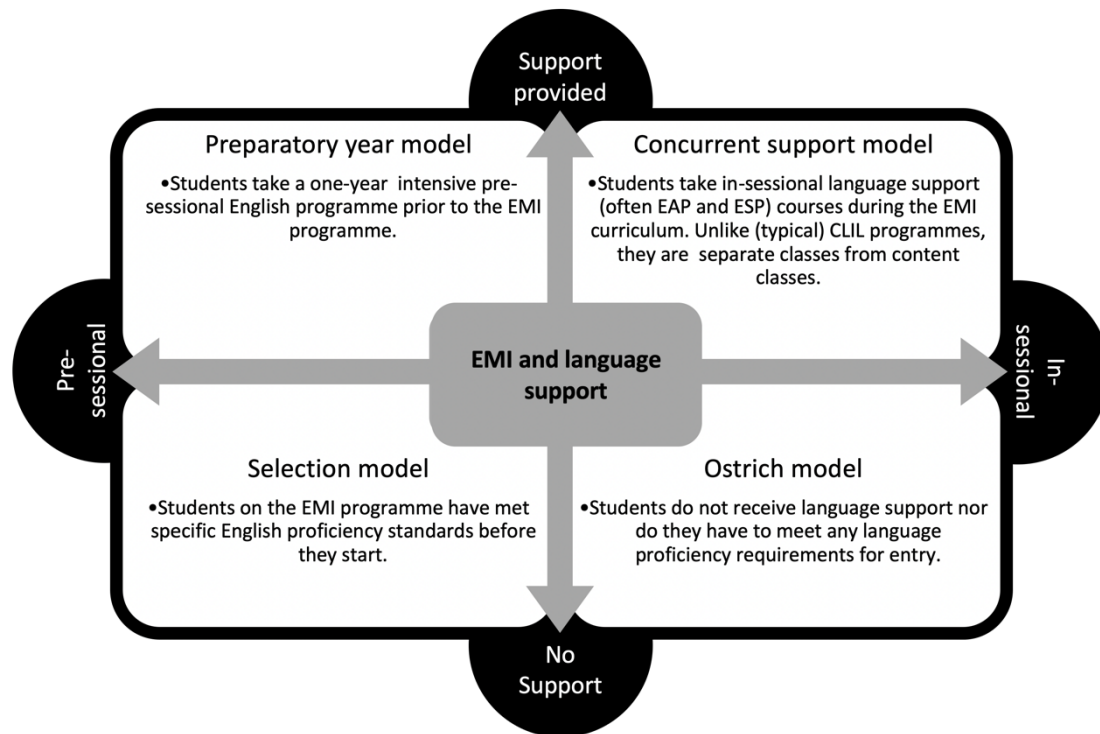 Support
provided
Preparatory year model
•Students take a one-year intensive pre-
sessional English programme prior to the EMI
programme.
Concurrent support model
•Students take in-sessional language support
(often EAP and ESP) courses during the EMI
curriculum. Unlike (typical) CLIL programmes,
they are separate classes from content
classes.
Pre-
sessional
EMI and language
support
In-
sessional
Selection model
•Students on the EMI programme have met
specific English proficiency standards before
they start.
Ostrich model
•Students do not receive language support nor
do they have to meet any language
proficiency requirements for entry.
No
Support